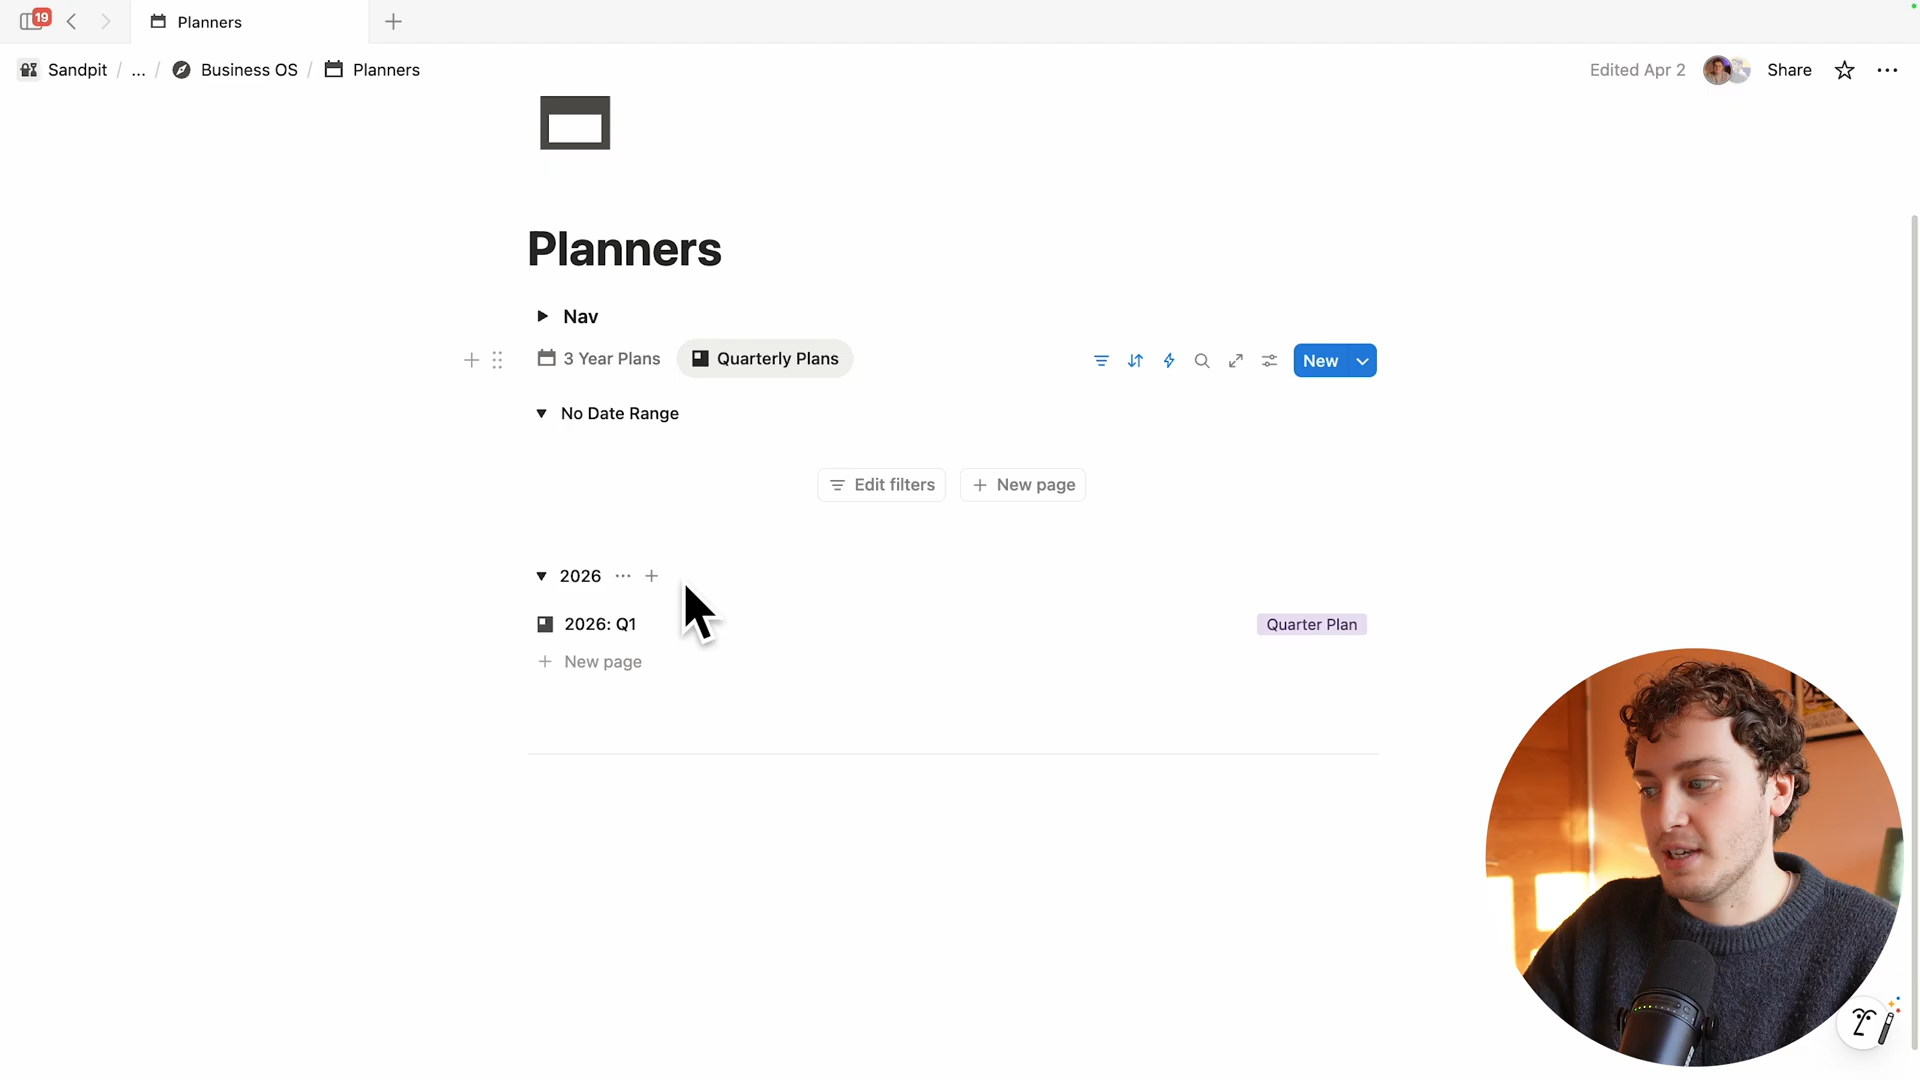 19
Planners
Sandpit / ... / Business OS / Planners
Edited Apr 2
Share
Planners
Nav
3 Year Plans
Quarterly Plans
New
No Date Range
Edit filters
New page
2026
2026: Q1
Quarter Plan
New page